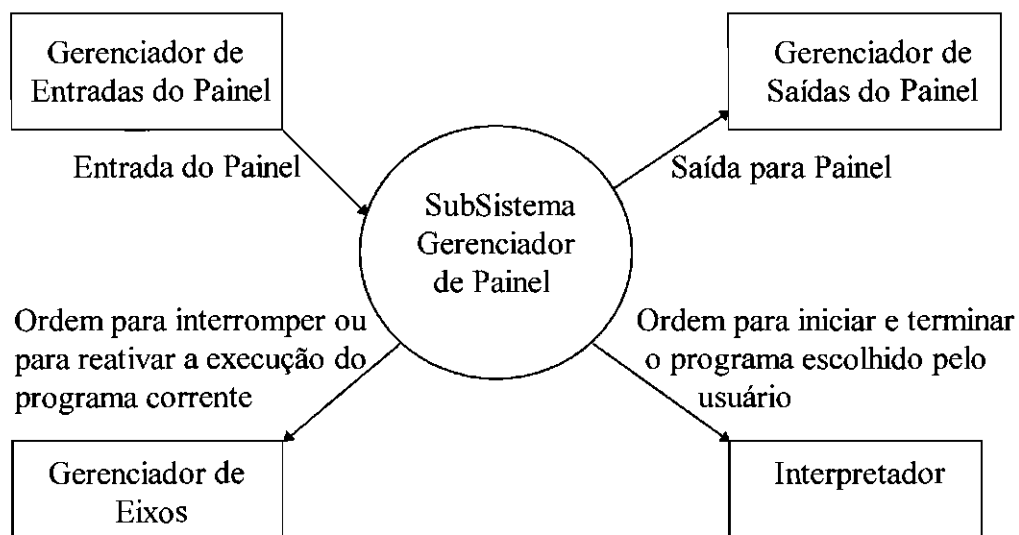 Gerenciador de
Entradas do Painel
Gerenciador de
Saídas do Painel
Entrada do Painel
Saída para Painel
SubSistema
Gerenciador
de Painel
Ordem para interromper ou
para reativar a execução do
programa corrente
Ordem para iniciar e terminar
o programa escolhido pelo
usuário
Gerenciador de
Eixos
Interpretador